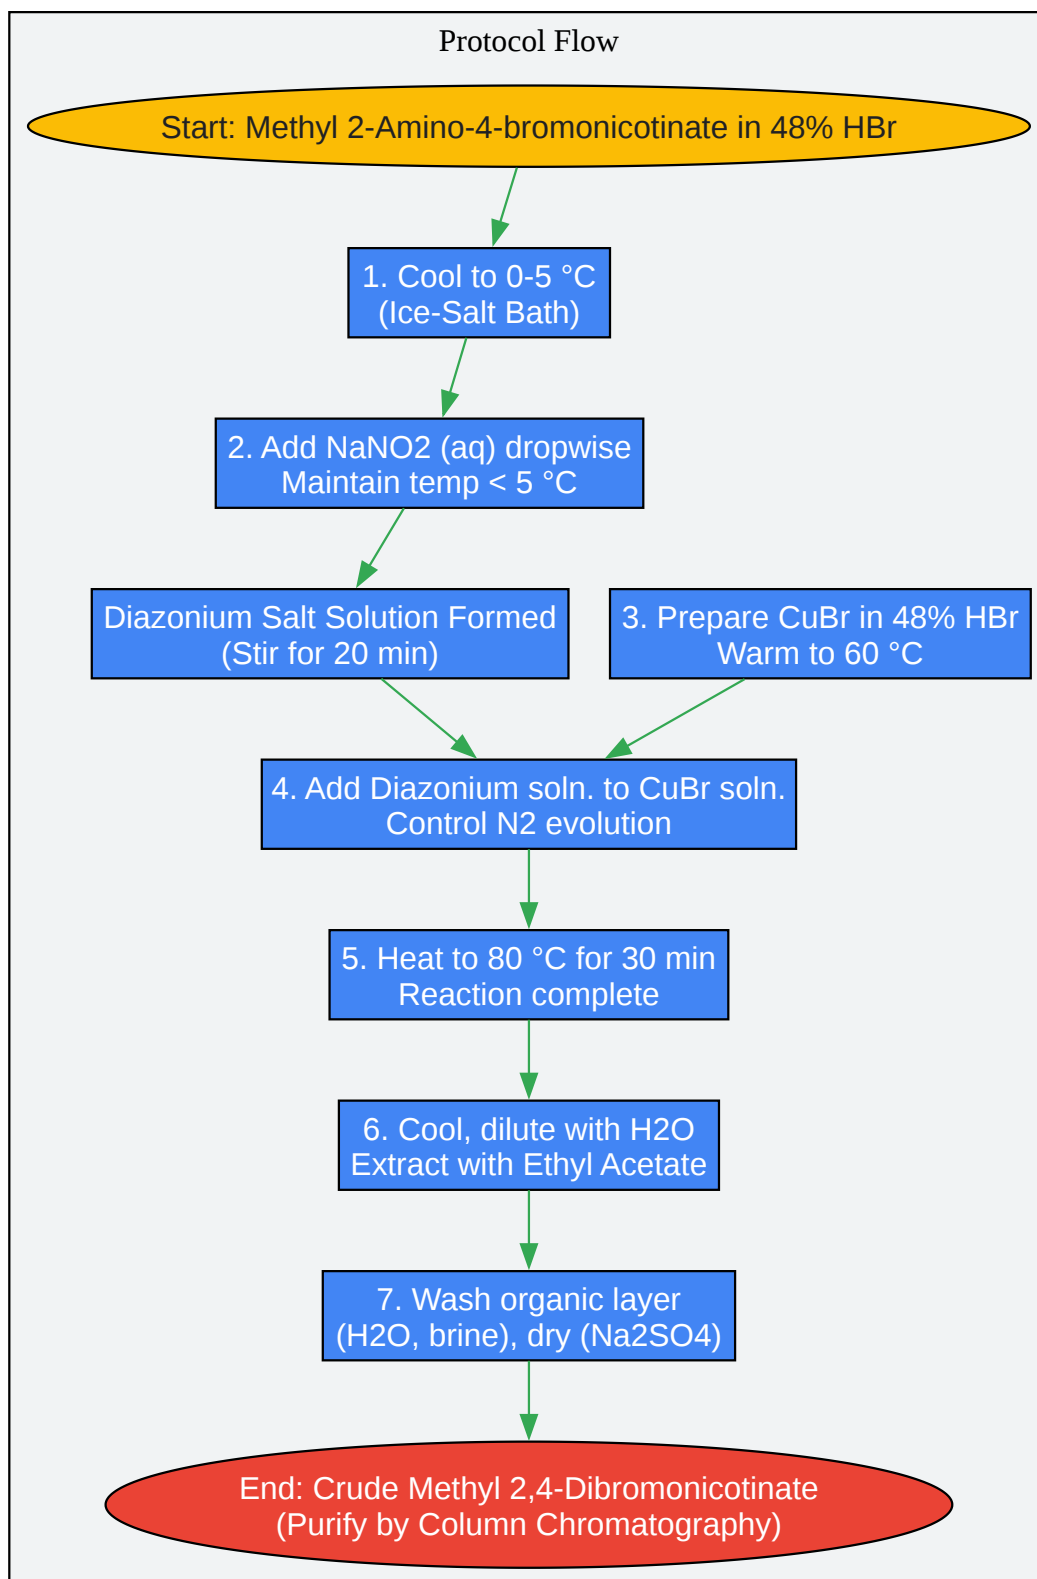 Protocol Flow
Start: Methyl 2-Amino-4-bromonicotinate in 48% HBr
1. Cool to 0-5 °C
(Ice-Salt Bath)
2. Add NaNO2 (aq) dropwise
Maintain temp < 5 °C
Diazonium Salt Solution Formed
(Stir for 20 min)
3. Prepare CuBr in 48% HBr
Warm to 60 °C
4. Add Diazonium soln. to CuBr soln.
Control N2 evolution
5. Heat to 80 °C for 30 min
Reaction complete
6. Cool, dilute with H2O
Extract with Ethyl Acetate
7. Wash organic layer
(H2O, brine), dry (Na2SO4)
End: Crude Methyl 2,4-Dibromonicotinate
(Purify by Column Chromatography)